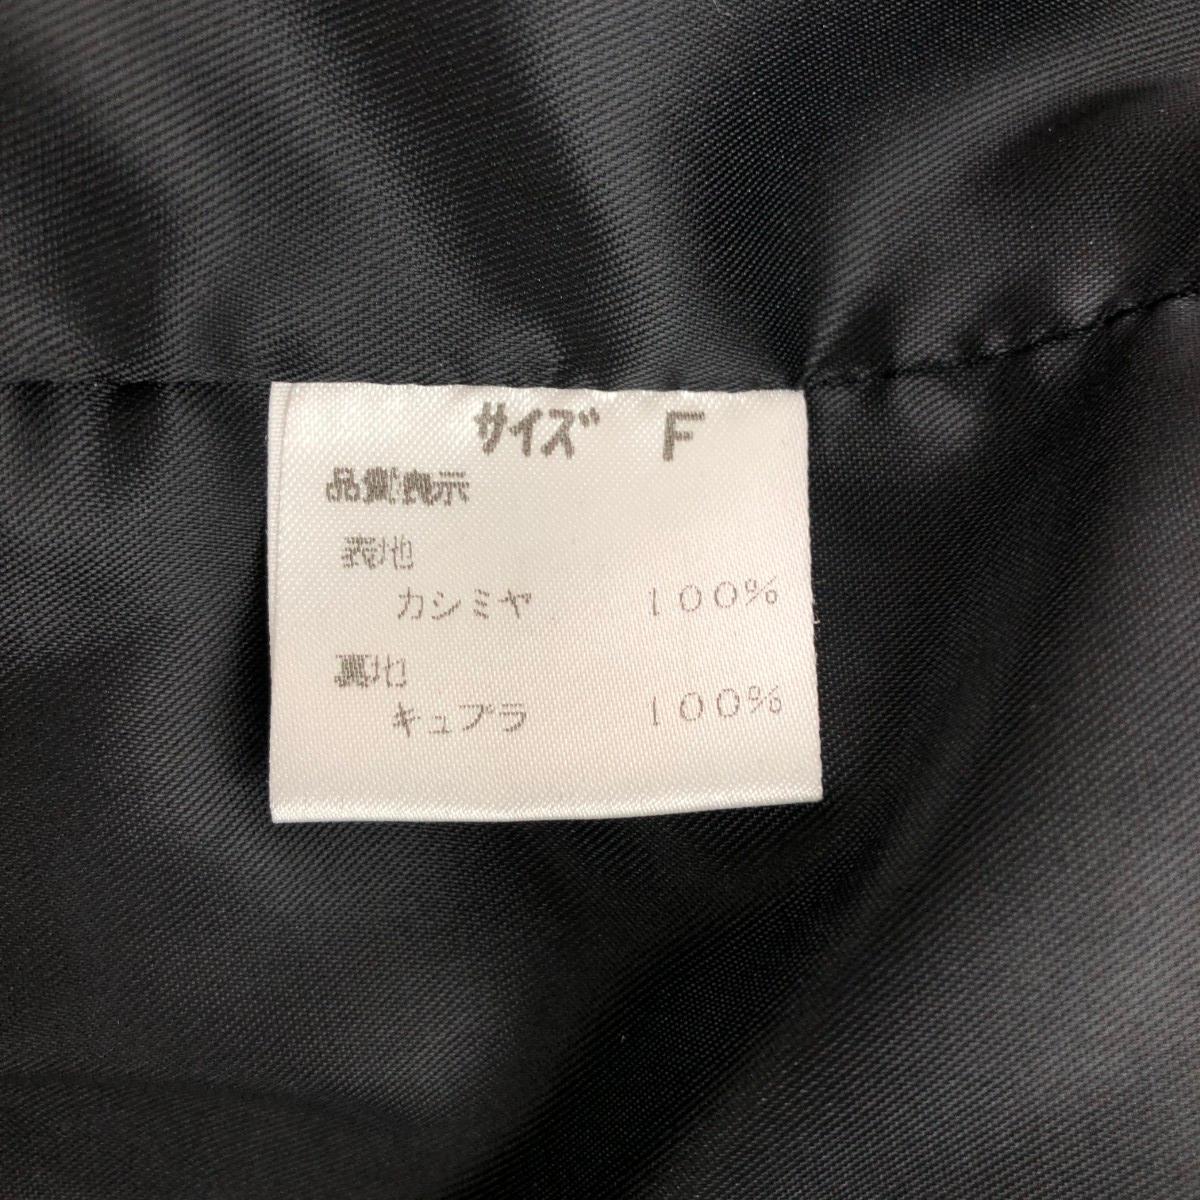 サイズ F
品質表示
表地
カシミヤ 100%
裏地
キュプラ 100%